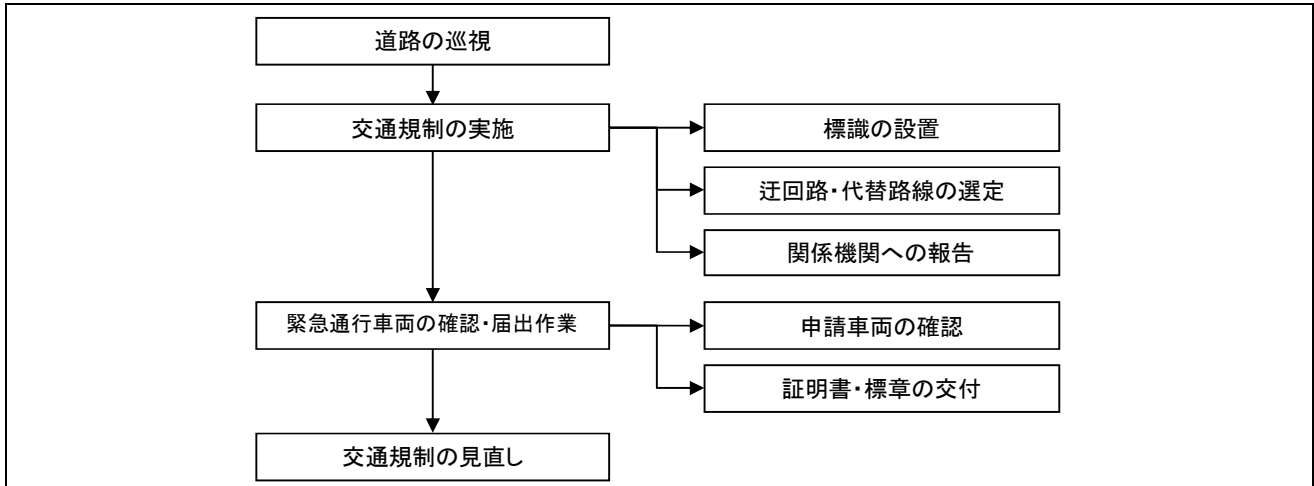 道路の巡視
交通規制の実施
標識の設置
迂回路・代替路線の選定
関係機関への報告
緊急通行車両の確認・届出作業
申請車両の確認
証明書・標章の交付
交通規制の見直し